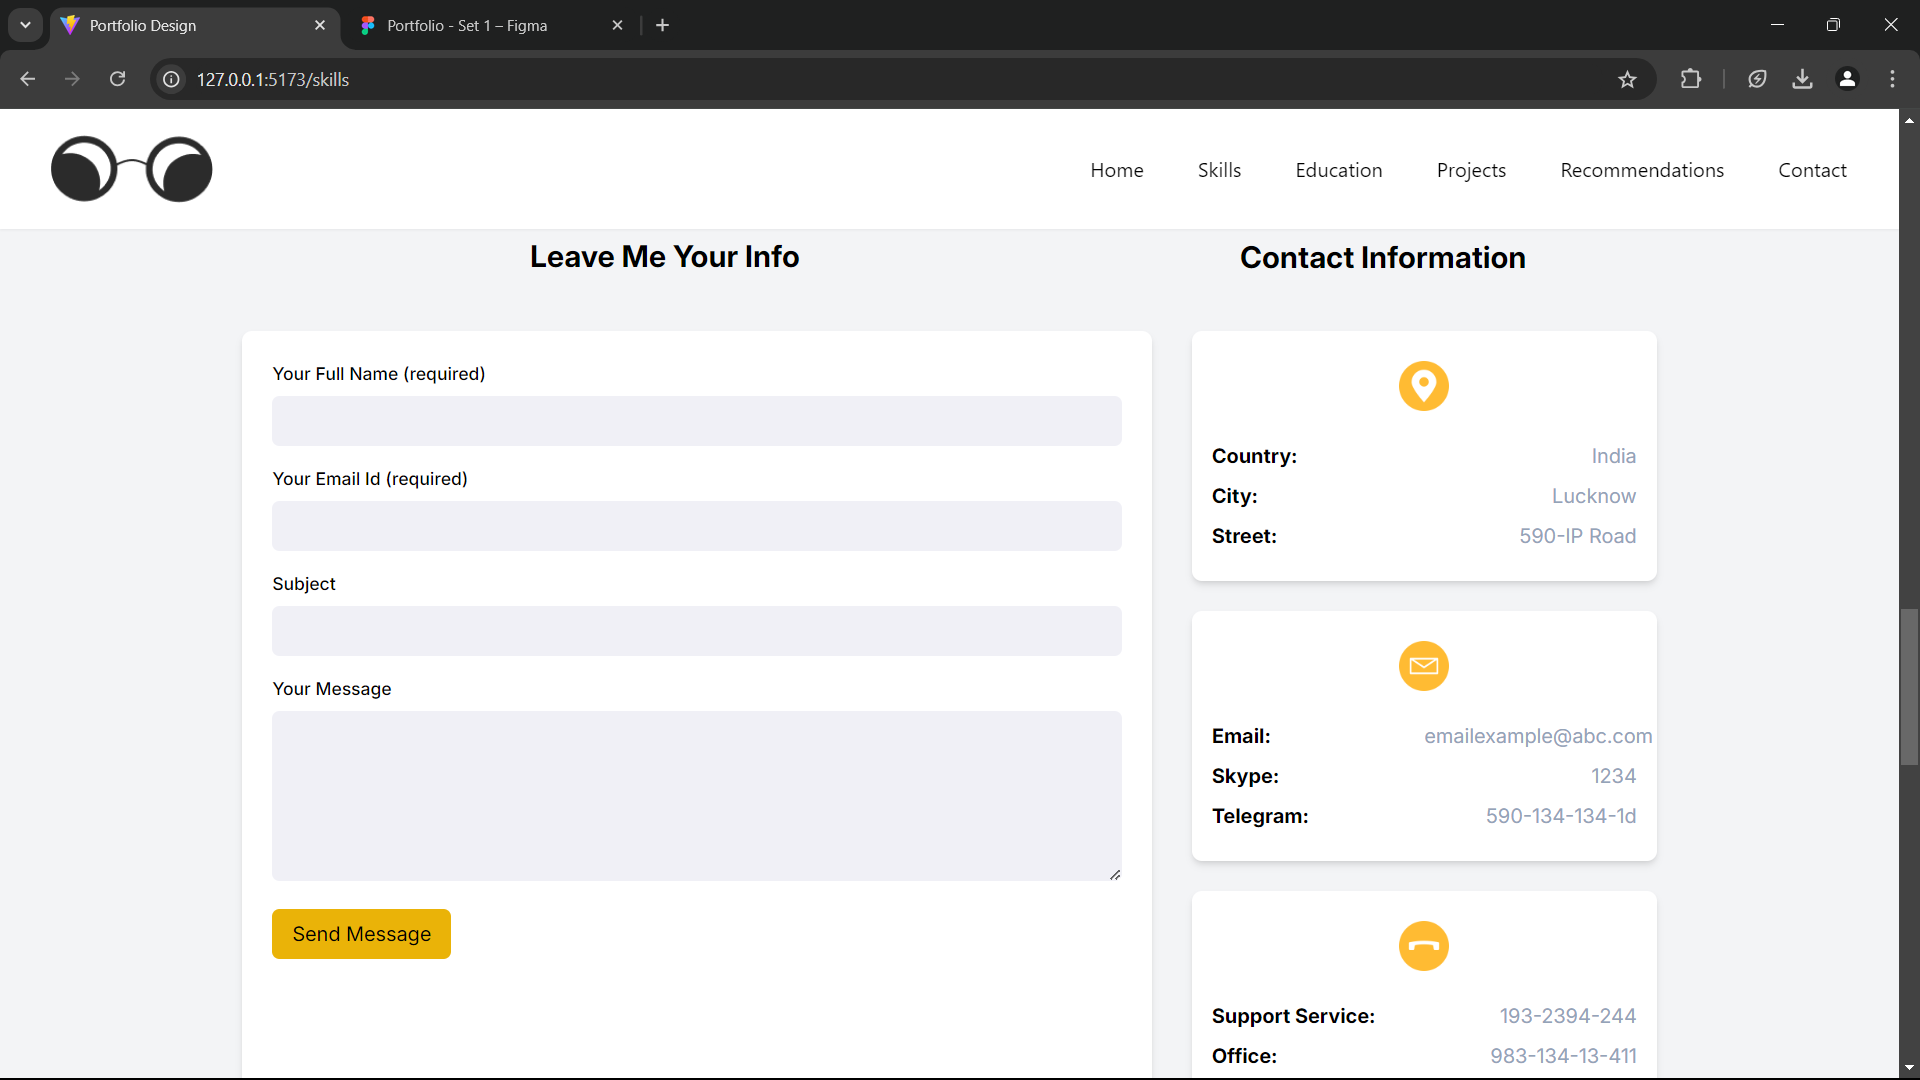 Portfolio Design
Portfolio - Set 1 – Figma
127.0.0.1:5173/skills
Home Skills Education Projects Recommendations Contact
Leave Me Your Info
Your Full Name (required)
Your Email Id (required)
Subject
Your Message
Send Message
Contact Information
Country: India
City: Lucknow
Street: 590-IP Road
Email: emailexample@abc.com
Skype: 1234
Telegram: 590-134-134-1d
Support Service: 193-2394-244
Office: 983-134-13-411